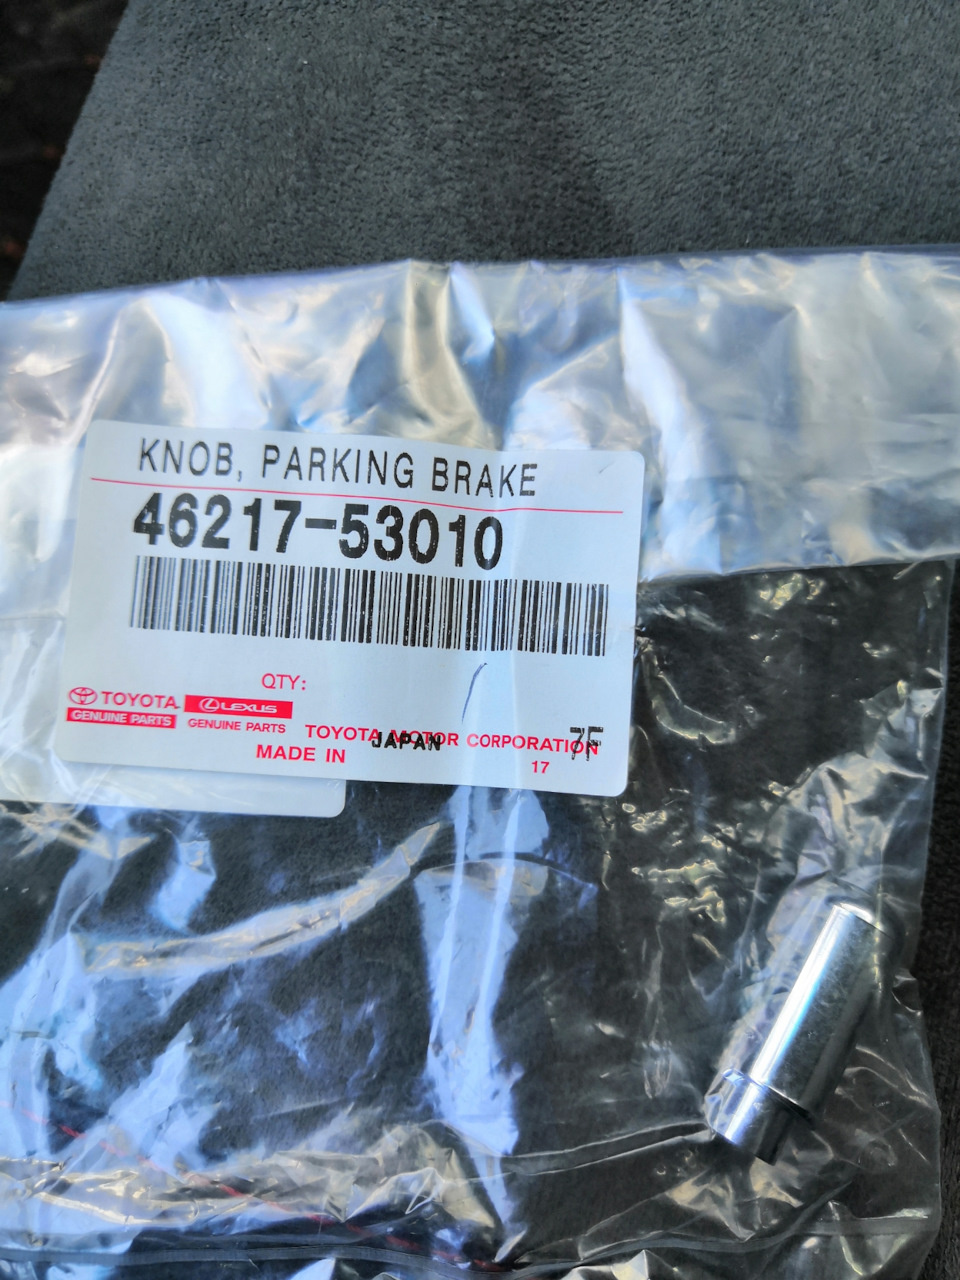 KNOB, PARKING BRAKE
46217-53010
QTY:
TOYOTA
GENUINE PARTS
LEXUS
GENUINE PARTS
TOYOTA MOTOR CORPORATION
MADE IN JAPAN
7F
17